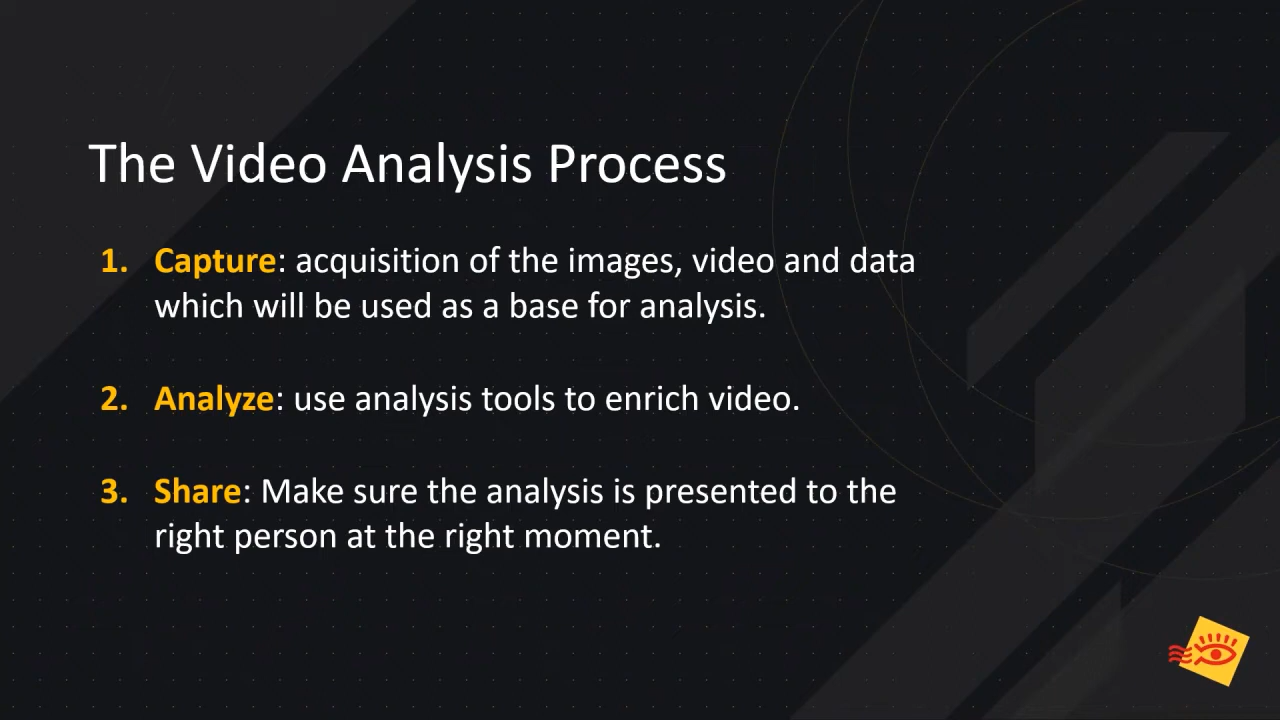 The Video Analysis Process
1. Capture: acquisition of the images, video and data
which will be used as a base for analysis.
2. Analyze: use analysis tools to enrich video.
3. Share: Make sure the analysis is presented to the
right person at the right moment.